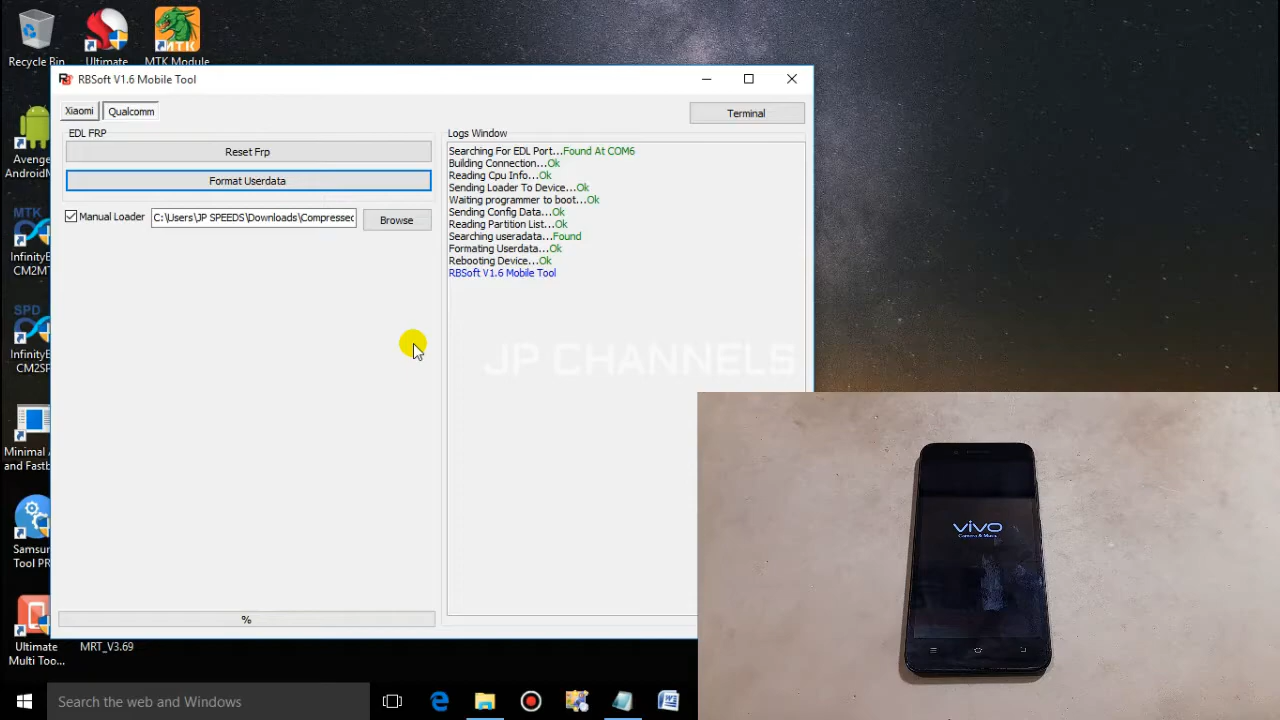 Recycle Bin
Ultimate
MTK Module
RBSoft V1.6 Mobile Tool
Xiaomi
Qualcomm
Terminal
EDL FRP
Reset Frp
Format Userdata
Manual Loader
C:\Users\JP SPEEDS\Downloads\Compressed
Browse
Logs Window
Searching For EDL Port...Found At COM6
Building Connection...Ok
Reading Cpu Info...Ok
Sending Loader To Device...Ok
Waiting programmer to boot...Ok
Sending Config Data...Ok
Reading Partition List...Ok
Searching useradata...Found
Formating Userdata...Ok
Rebooting Device...Ok
RBSoft V1.6 Mobile Tool
JP CHANNELS
%
Avenge
AndroidM
MTK
InfinityB
CM2MT
SPD
InfinityB
CM2SP
Minimal A
and Fastb
Samsu
Tool PR
Ultimate
Multi Too...
MRT_V3.69
vivo
Camera & Music
Search the web and Windows